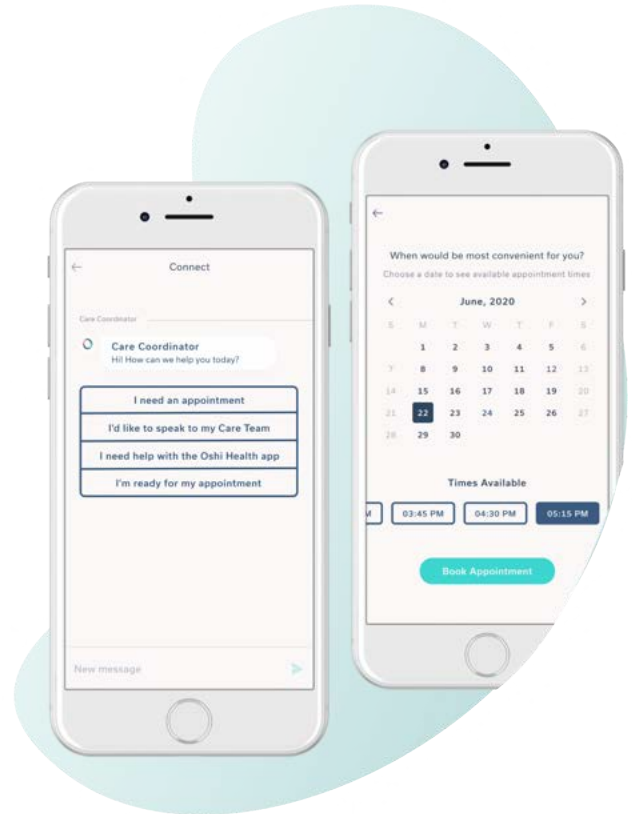 Connect
Care Coordinator
Care Coordinator
Hi! How can we help you today?
I need an appointment
I'd like to speak to my Care Team
I need help with the Oshi Health app
I'm ready for my appointment
New message
When would be most convenient for you?
Choose a date to see available appointment times
< June, 2020 >
S M T W T F S
1 2 3 4 5 6
7 8 9 10 11 12 13
14 15 16 17 18 19 20
21 22 23 24 25 26 27
28 29 30
Times Available
M 03:45 PM 04:30 PM 05:15 PM
Book Appointment